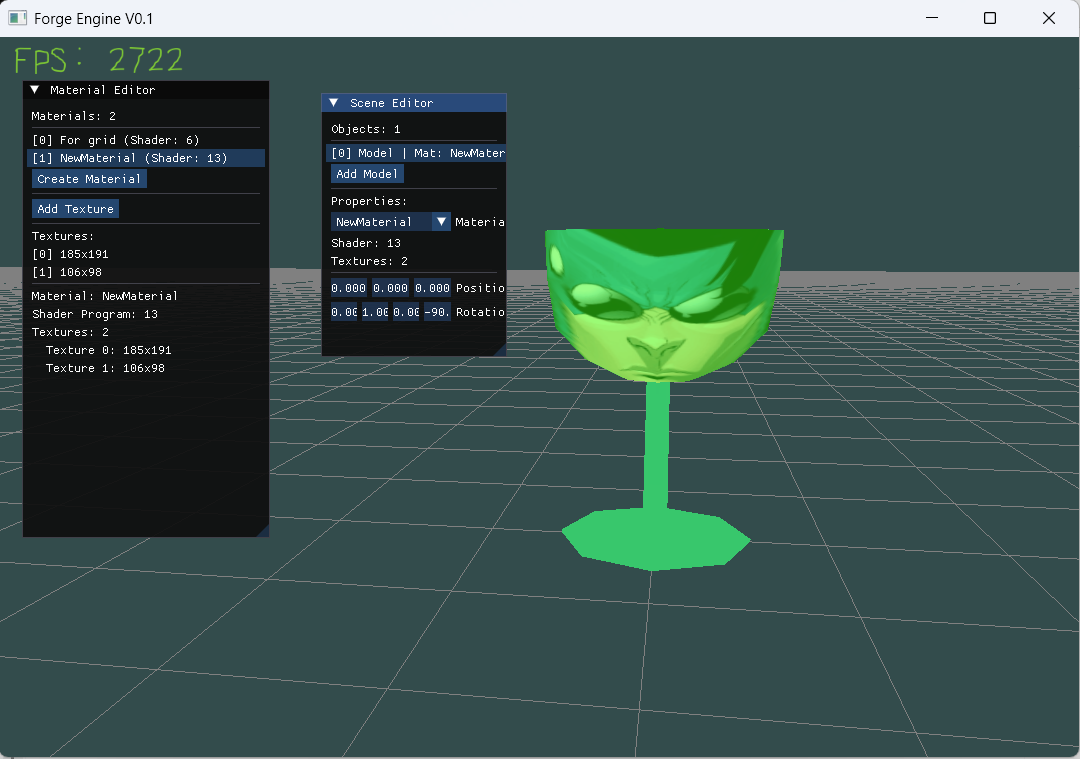 Forge Engine V0.1
FPS: 2722
Material Editor
Materials: 2
[0] For grid (Shader: 6)
[1] NewMaterial (Shader: 13)
Create Material
Add Texture
Textures:
[0] 185x191
[1] 106x98
Material: NewMaterial
Shader Program: 13
Textures: 2
Texture 0: 185x191
Texture 1: 106x98
Scene Editor
Objects: 1
[0] Model | Mat: NewMater
Add Model
Properties:
NewMaterial Materia
Shader: 13
Textures: 2
0.000 0.000 0.000 Positio
0.00 1.00 0.00 -90. Rotatio